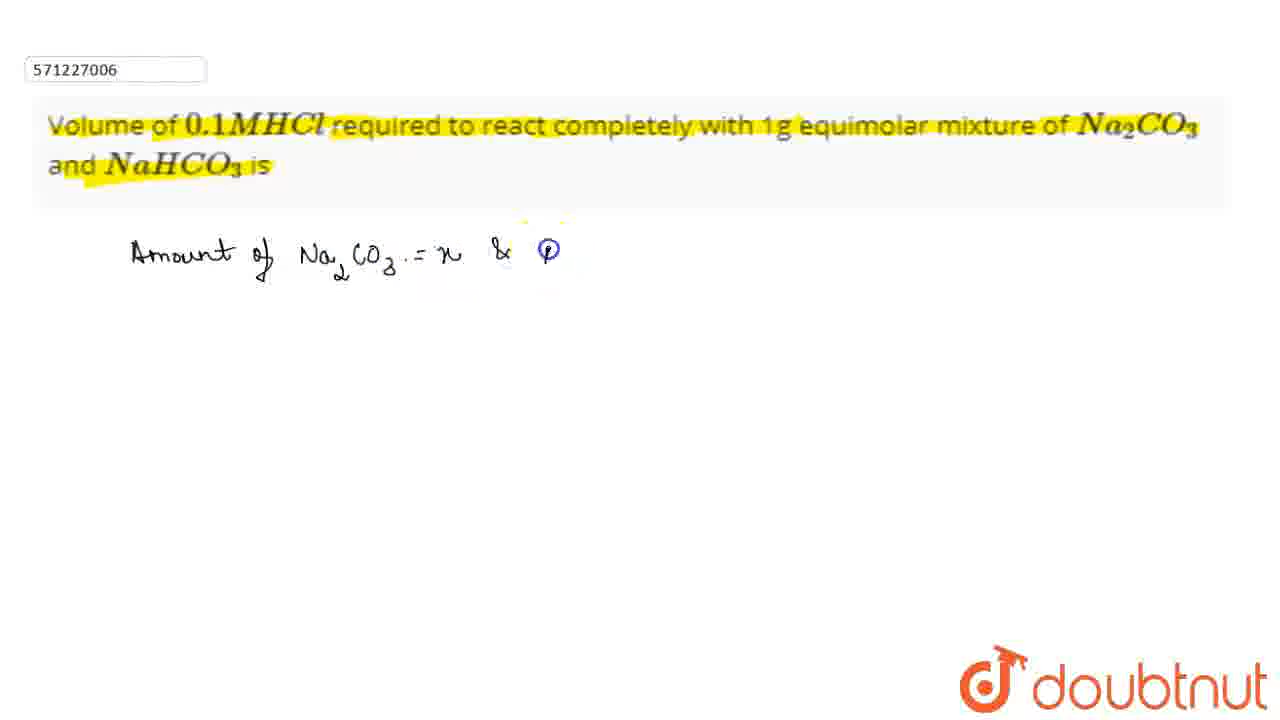 571227006
Volume of 0.1MHCl required to react completely with 1g equimolar mixture of Na₂CO₃
and NaHCO₃ is
Amount of Na₂CO₃ = x &
doubtnut